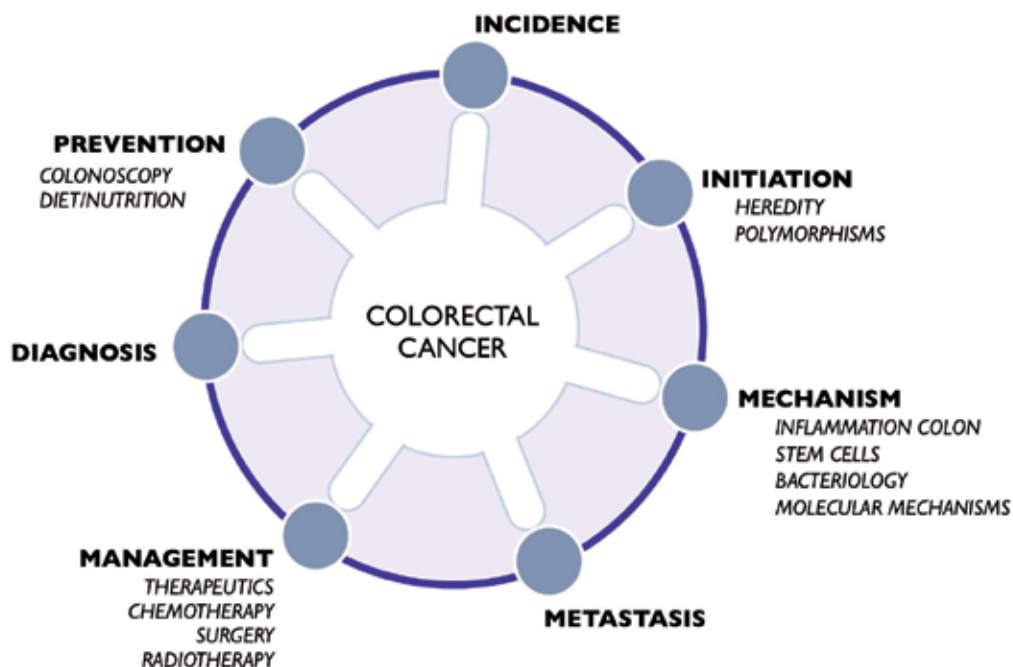 INCIDENCE
PREVENTION
COLONOSCOPY
DIET/NUTRITION
INITIATION
HEREDITY
POLYMORPHISMS
COLORECTAL
CANCER
DIAGNOSIS
MECHANISM
INFLAMMATION COLON
STEM CELLS
BACTERIOLOGY
MOLECULAR MECHANISMS
MANAGEMENT
THERAPEUTICS
CHEMOTHERAPY
SURGERY
RADIOTHERAPY
METASTASIS